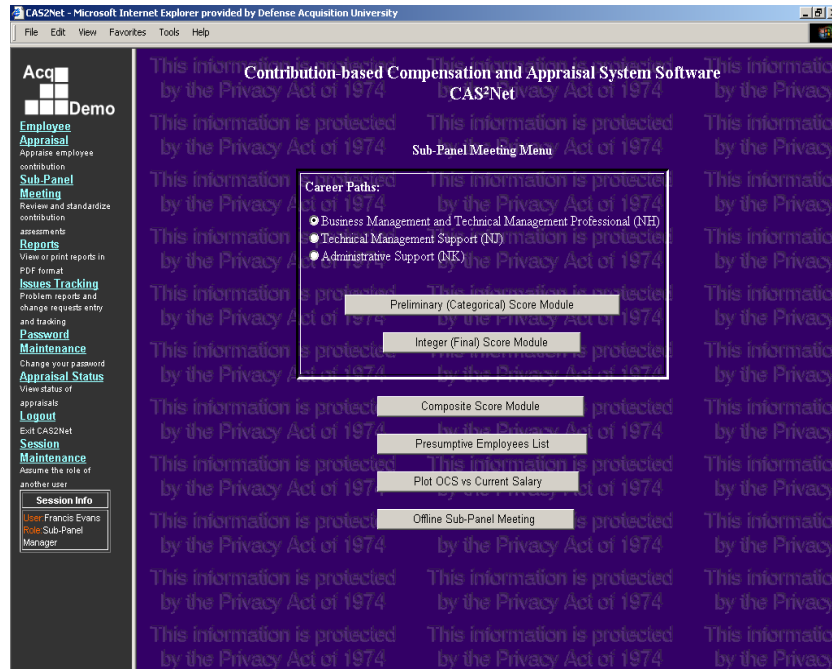 CAS2Net - Microsoft Internet Explorer provided by Defense Acquisition University
File Edit View Favorites Tools Help
Acq
Demo
Employee
Appraisal
Appraise employee
contribution
Sub-Panel
Meeting
Review and standardize
contribution
assessments
Reports
View or print reports in
PDF format
Issues Tracking
Problem reports and
change requests entry
and tracking
Password
Maintenance
Change your password
Appraisal Status
View status of
appraisals
Logout
Exit CAS2Net
Session
Maintenance
Assume the role of
another user
Session Info
User:Francis Evans
Role:Sub-Panel
Manager
Contribution-based Compensation and Appraisal System Software
CAS²Net
Sub-Panel Meeting Menu
Career Paths:
Business Management and Technical Management Professional (NH)
Technical Management Support (NJ)
Administrative Support (NK)
Preliminary (Categorical) Score Module
Integer (Final) Score Module
Composite Score Module
Presumptive Employees List
Plot OCS vs Current Salary
Offline Sub-Panel Meeting
This information is protected
by the Privacy Act of 1974